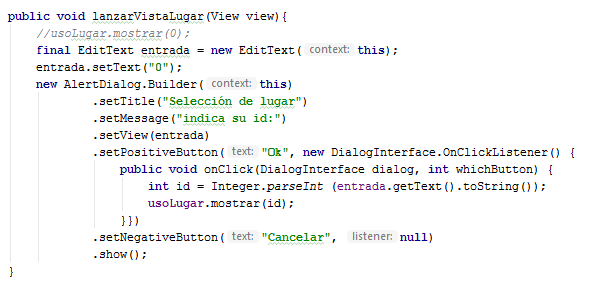 public void lanzarVistaLugar(View view){
//usoLugar.mostrar(0);
final EditText entrada = new EditText( context: this);
entrada.setText("0");
new AlertDialog.Builder( context: this)
.setTitle("Selección de lugar")
.setMessage("indica su id:")
.setView(entrada)
.setPositiveButton( text: "Ok", new DialogInterface.OnClickListener() {
public void onClick(DialogInterface dialog, int whichButton) {
int id = Integer.parseInt (entrada.getText().toString());
usoLugar.mostrar(id);
}})
.setNegativeButton( text: "Cancelar", listener: null)
.show();
}